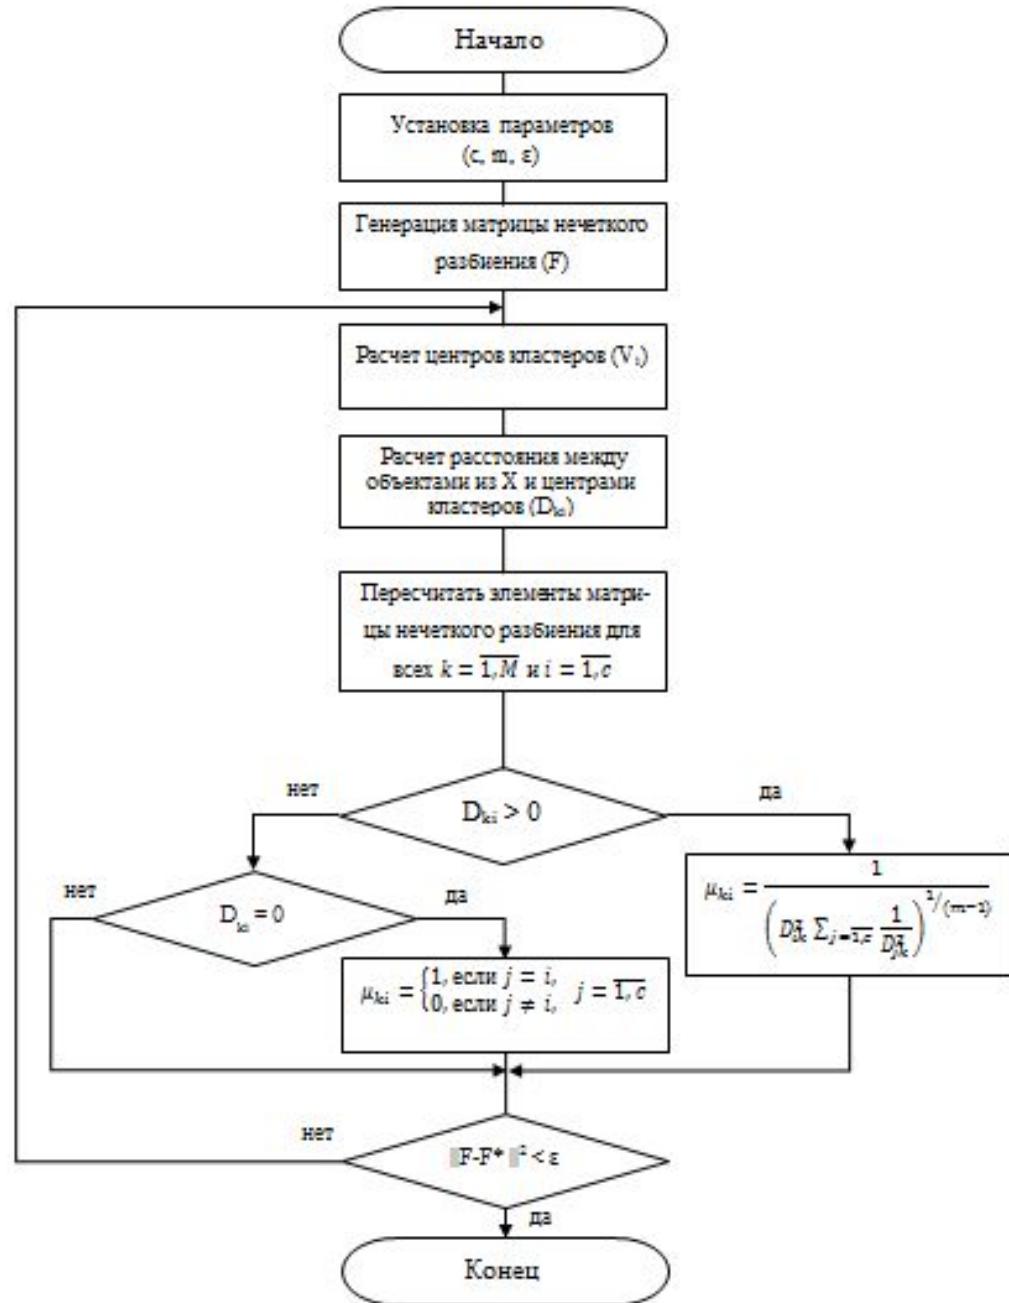 Начало
Установка параметров
(c, m, ε)
Генерация матрицы нечеткого
разбиения (F)
Расчет центров кластеров (Vᵢ)
Расчет расстояния между
объектами из X и центрами
кластеров (Dₖᵢ)
Пересчитать элементы матри-
цы нечеткого разбиения для
всех k = 1,M и i = 1,c
нет
да
Dₖᵢ > 0
нет
да
Dₖᵢ = 0
μₖᵢ = 1 / (D²ᵢₖ ∑ⱼ₌₁,c 1/D²ⱼₖ)^1/(m−1)
μₖᵢ = {1, если j = i,
0, если j ≠ i, j = 1,c
нет
‖F-F* ‖² < ε
да
Конец